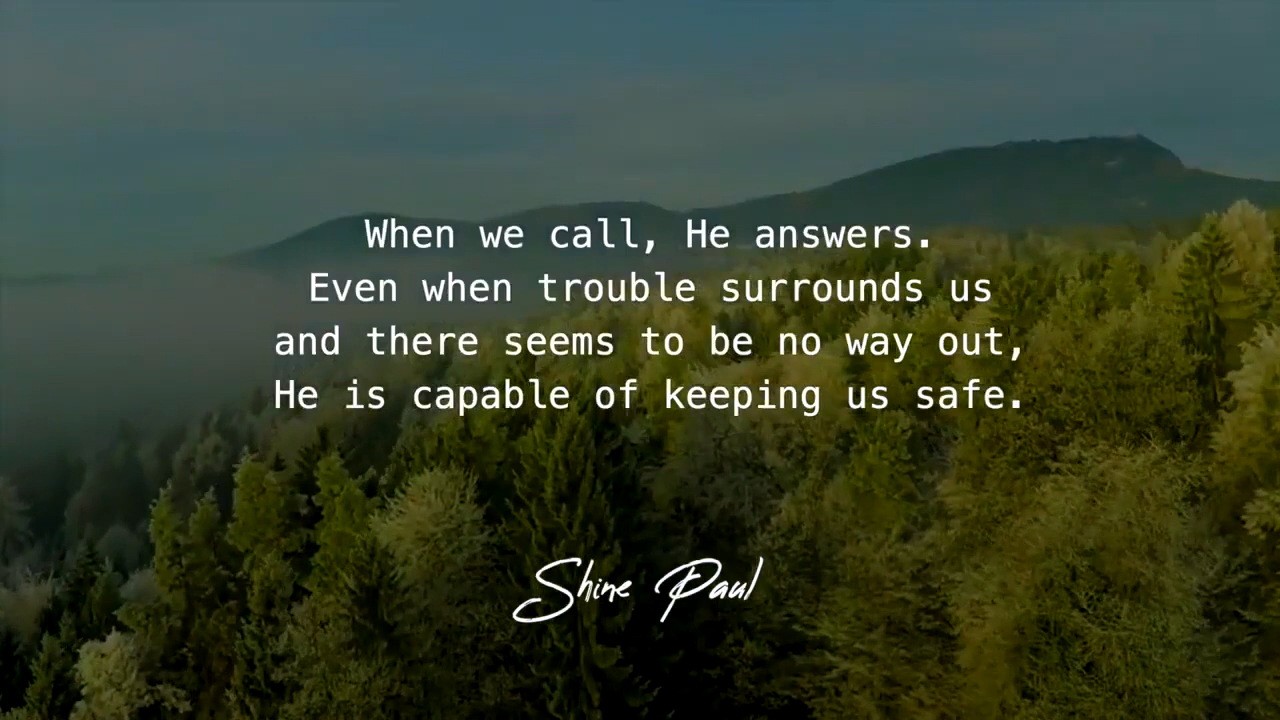 When we call, He answers.
Even when trouble surrounds us
and there seems to be no way out,
He is capable of keeping us safe.
Shine Paul